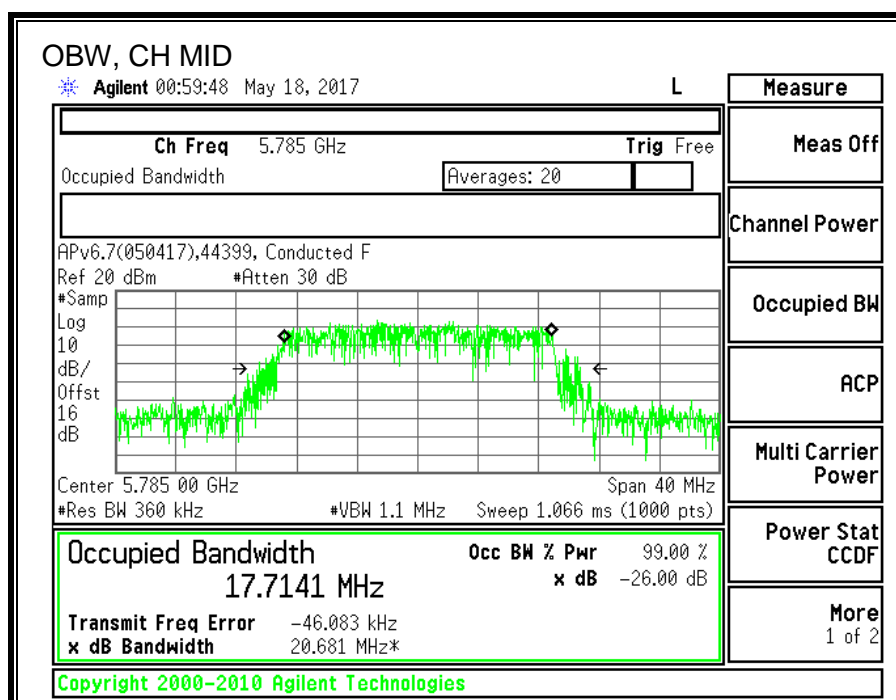 OBW, CH MID
Agilent 00:59:48 May 18, 2017 L
Measure
Ch Freq 5.785 GHz Trig Free
Occupied Bandwidth Averages: 20
APv6.7(050417),44399, Conducted F
Ref 20 dBm #Atten 30 dB
#Samp
Log
10
dB/
Offst
16
dB
Center 5.785 00 GHz Span 40 MHz
#Res BW 360 kHz #VBW 1.1 MHz Sweep 1.066 ms (1000 pts)
Occupied Bandwidth Occ BW % Pwr 99.00 %
17.7141 MHz x dB -26.00 dB
Transmit Freq Error -46.083 kHz
x dB Bandwidth 20.681 MHz*
Meas Off
Channel Power
Occupied BW
ACP
Multi Carrier
Power
Power Stat
CCDF
More
1 of 2
Copyright 2000-2010 Agilent Technologies